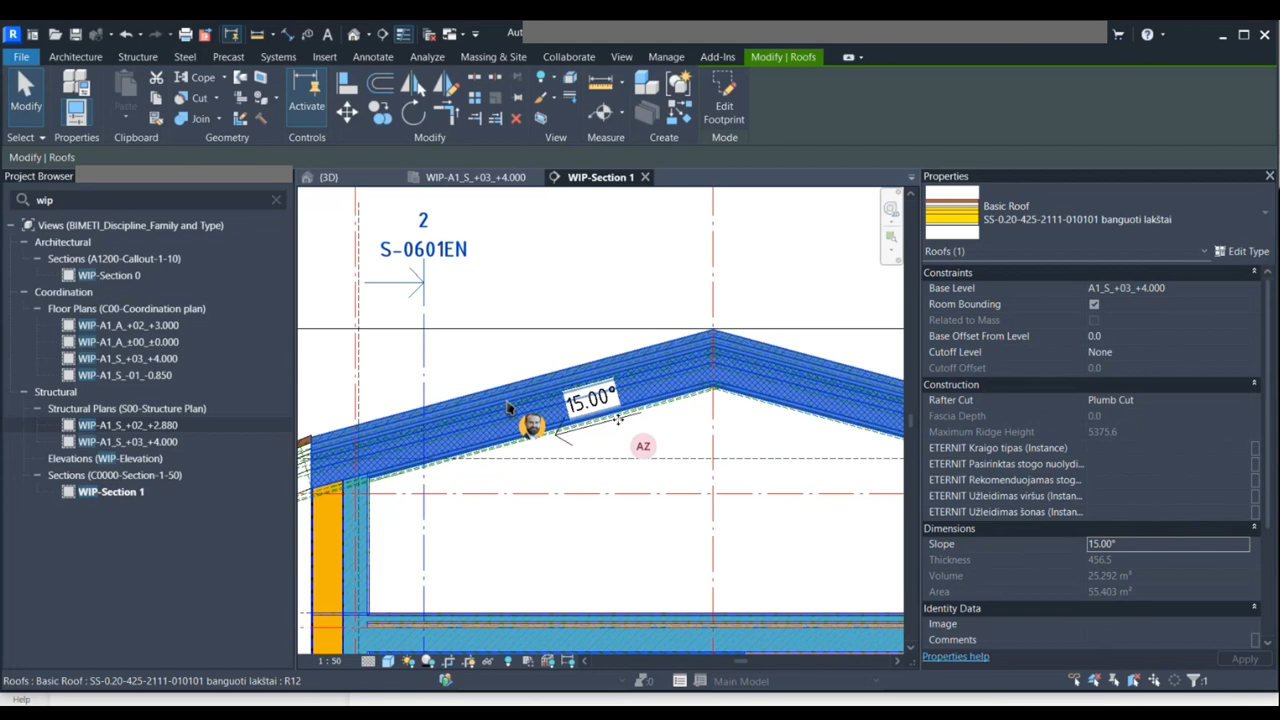 R
A
Aut
File
Architecture
Structure
Steel
Precast
Systems
Insert
Annotate
Analyze
Massing & Site
Collaborate
View
Manage
Add-Ins
Modify | Roofs
Modify
Select
Properties
Paste
Clipboard
Cope
Cut
Join
Geometry
Activate
Controls
Modify
View
Measure
Create
Edit
Footprint
Mode
Modify | Roofs
Project Browser
(3D)
WIP-A1_S_+03_+4.000
WIP-Section 1
wip
Views (BIMETI_Discipline_Family and Type)
Architectural
Sections (A1200-Callout-1-10)
WIP-Section 0
Coordination
Floor Plans (C00-Coordination plan)
WIP-A1_A_+02_+3.000
WIP-A1_A_±00_±0.000
WIP-A1_S_+03_+4.000
WIP-A1_S_-01_-0.850
Structural
Structural Plans (S00-Structure Plan)
WIP-A1_S_+02_+2.880
WIP-A1_S_+03_+4.000
Elevations (WIP-Elevation)
Sections (C0000-Section-1-50)
WIP-Section 1
2
S-0601EN
15.00°
AZ
Properties
Basic Roof
SS-0.20-425-2111-010101 banguoti lakštai
Roofs (1)
Edit Type
Constraints
Base Level A1_S_+03_+4.000
Room Bounding
Related to Mass
Base Offset From Level 0.0
Cutoff Level None
Cutoff Offset 0.0
Construction
Rafter Cut Plumb Cut
Fascia Depth 0.0
Maximum Ridge Height 5375.6
ETERNIT Kraigo tipas (Instance)
ETERNIT Pasirinktas stogo nuolydi...
ETERNIT Rekomenduojamas stog...
ETERNIT Užleidimas viršus (Instan...
ETERNIT Užleidimas šonas (Instan...
Dimensions
Slope 15.00°
Thickness 456.5
Volume 25.292 m³
Area 55.403 m²
Identity Data
Image
Comments
Properties help
Apply
1 : 50
Roofs : Basic Roof : SS-0.20-425-2111-010101 banguoti lakštai : R12
:0
Main Model
:1
Help